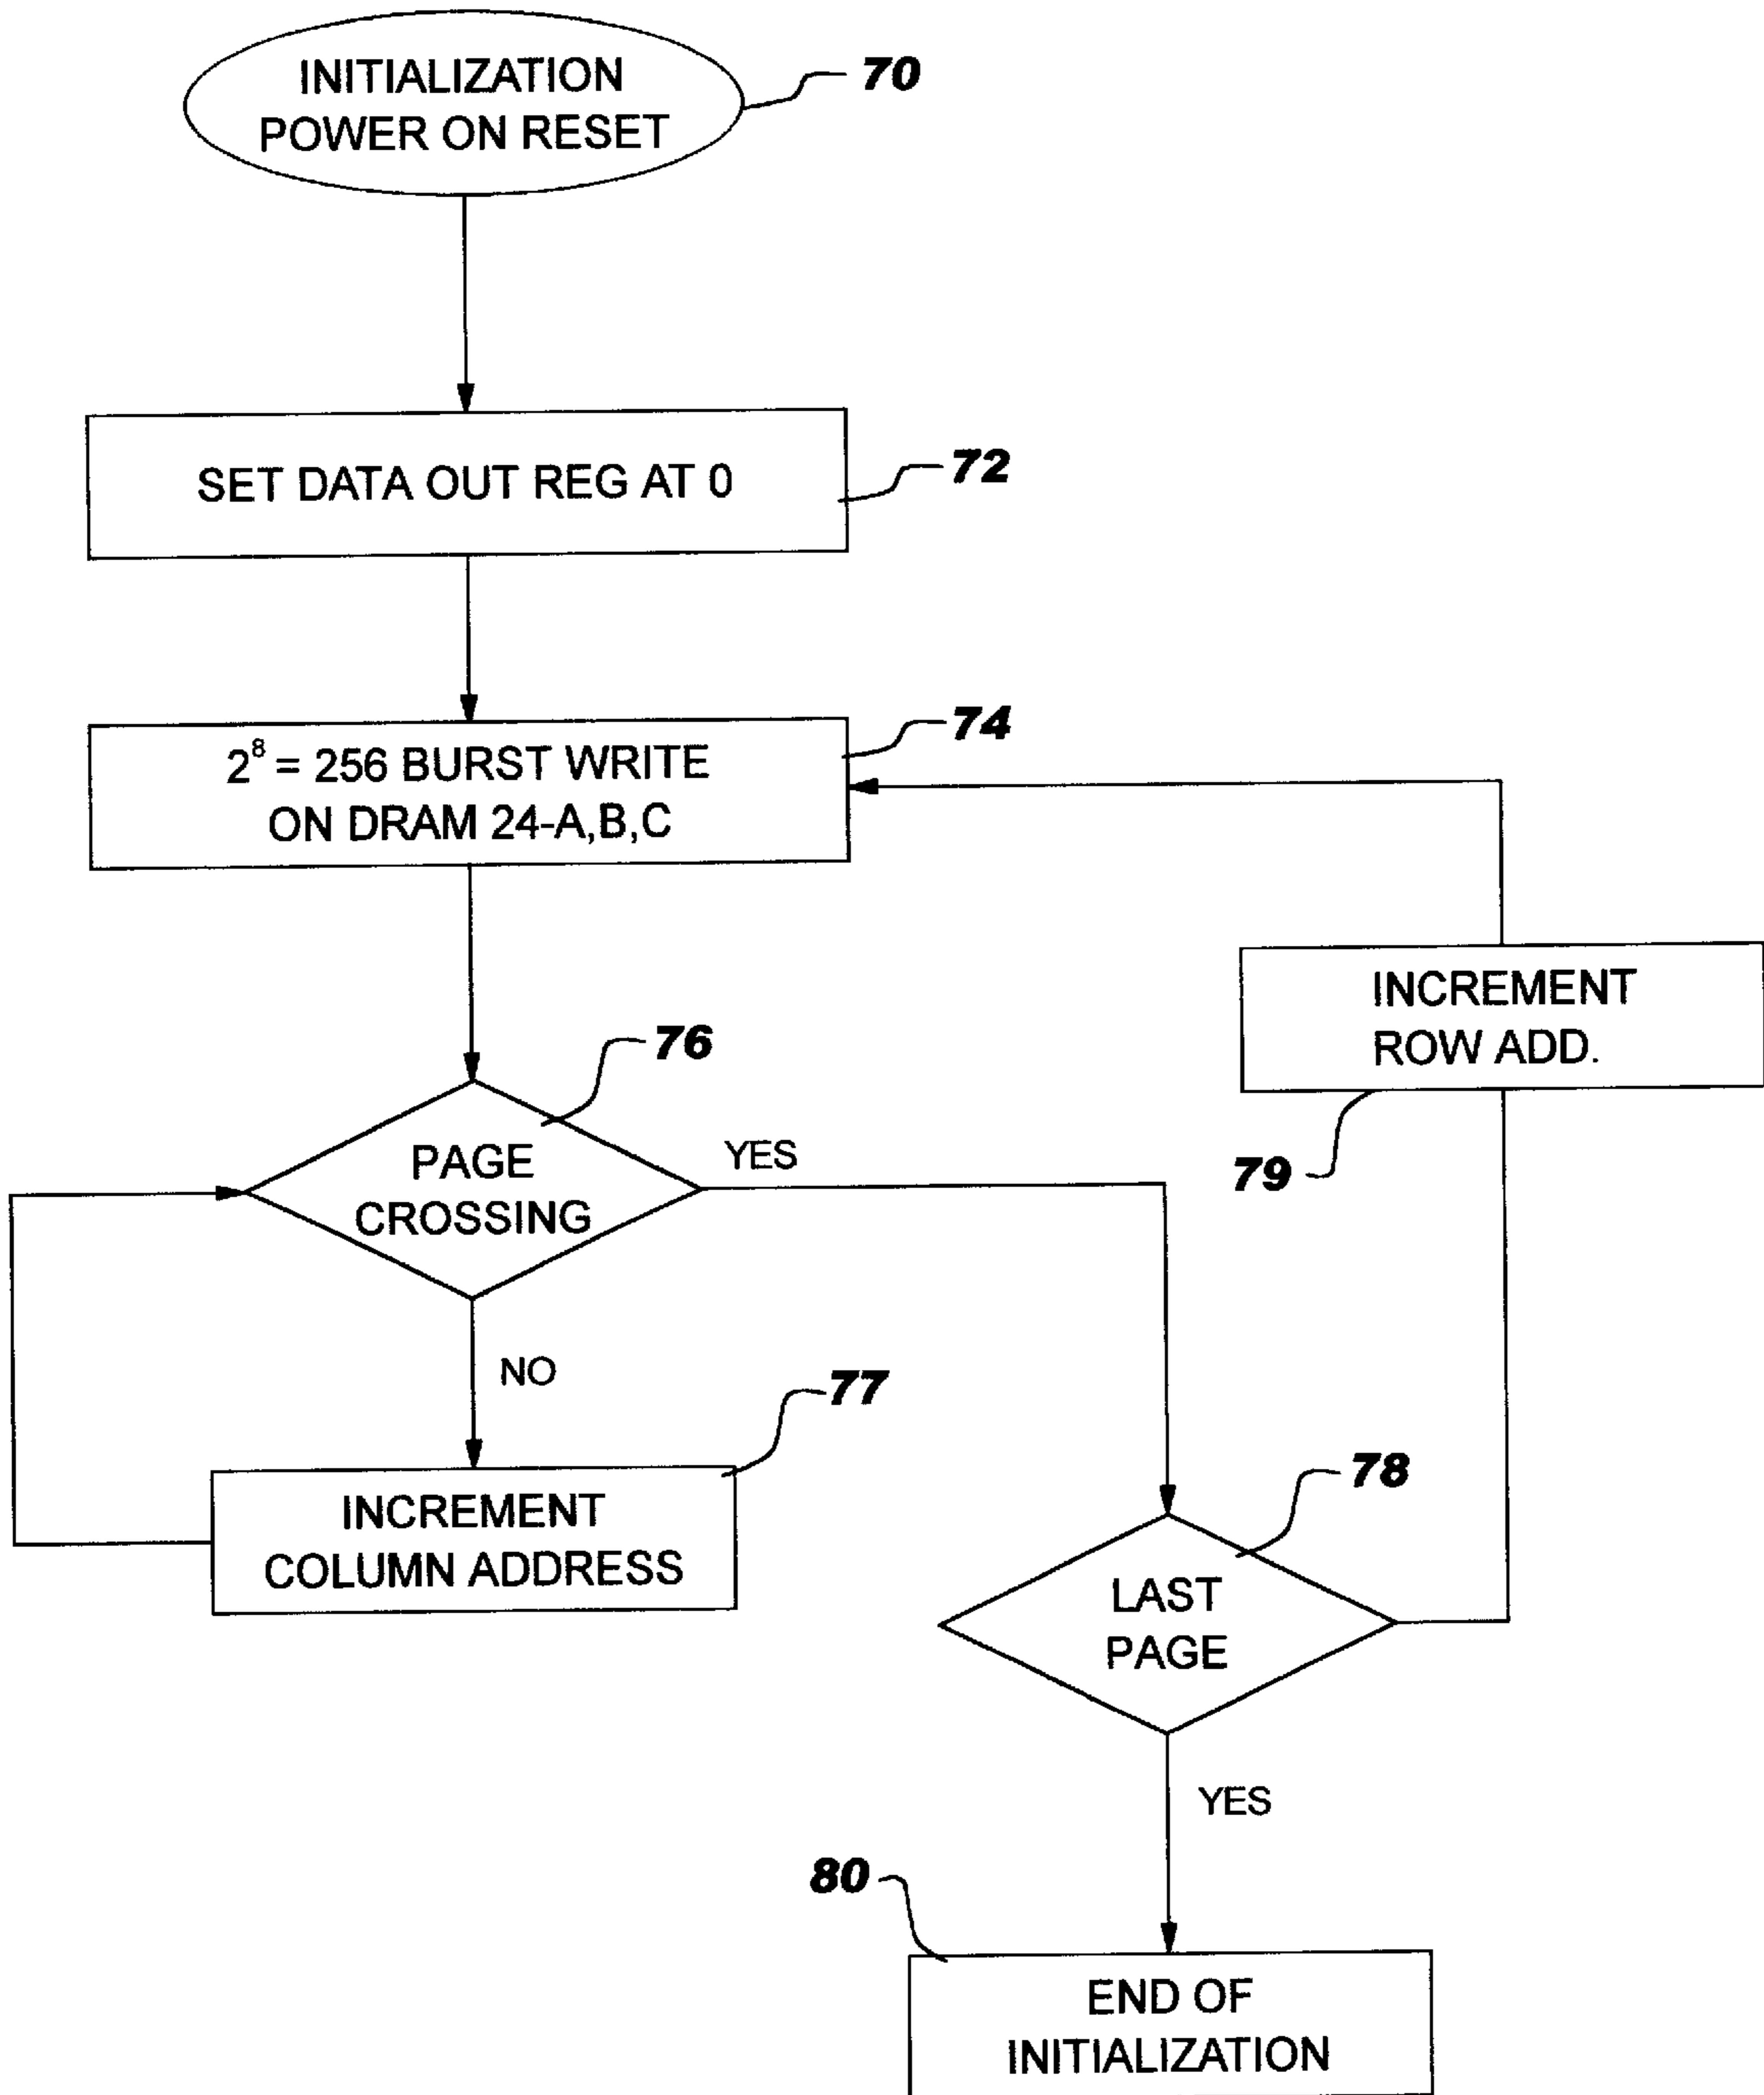 INITIALIZATION
POWER ON RESET
70
SET DATA OUT REG AT 0
72
2⁸ = 256 BURST WRITE
ON DRAM 24-A,B,C
74
INCREMENT
ROW ADD.
79
PAGE
CROSSING
76
YES
NO
INCREMENT
COLUMN ADDRESS
77
LAST
PAGE
78
YES
80
END OF
INITIALIZATION